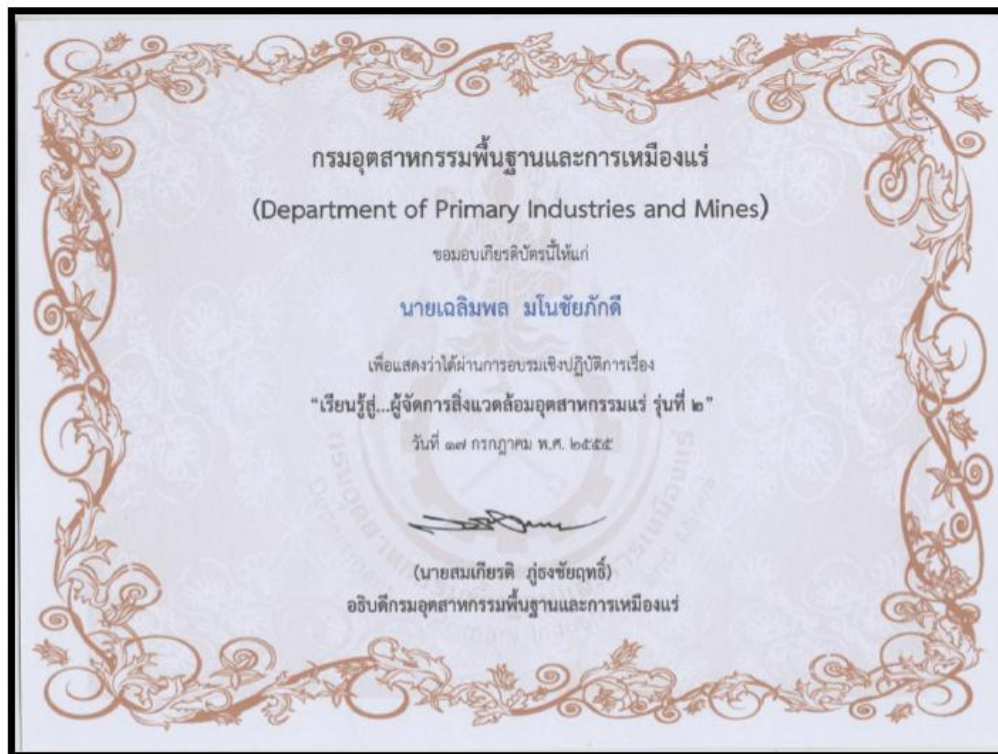 กรมอุตสาหกรรมพื้นฐานและการเหมืองแร่
(Department of Primary Industries and Mines)
ขอมอบเกียรติบัตรนี้ให้แก่
นายเฉลิมพล มโนชัยภักดี
เพื่อแสดงว่าได้ผ่านการอบรมเชิงปฏิบัติการเรื่อง
“เรียนรู้สู่...ผู้จัดการสิ่งแวดล้อมอุตสาหกรรมแร่ รุ่นที่ ๒”
วันที่ ๑๗ กรกฎาคม พ.ศ. ๒๕๕๕
(นายสมเกียรติ ภู่ธงชัยฤทธิ์)
อธิบดีกรมอุตสาหกรรมพื้นฐานและการเหมืองแร่